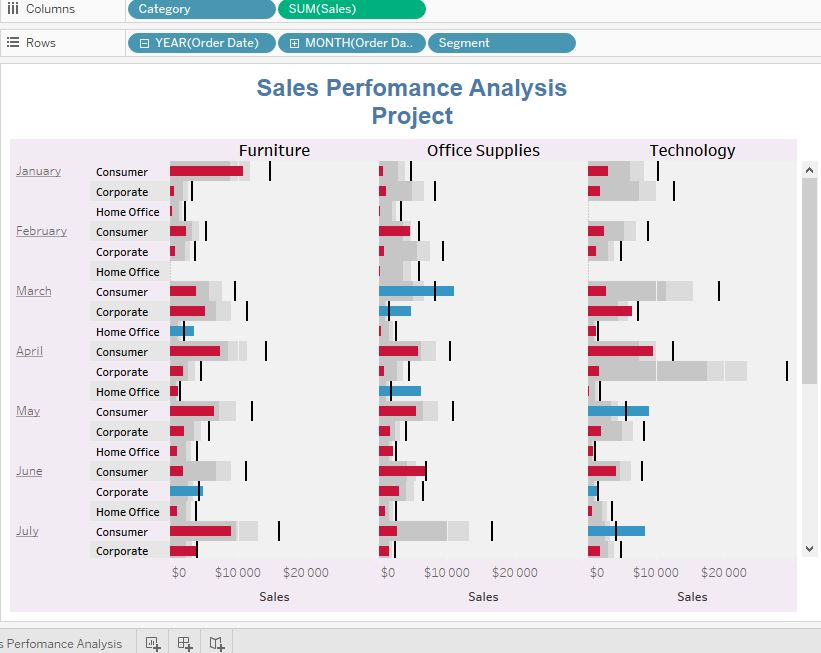 Columns Category SUM(Sales)
Rows YEAR(Order Date) MONTH(Order Da.. Segment
Sales Perfomance Analysis
Project
Furniture Office Supplies Technology
January Consumer
Corporate
Home Office
February Consumer
Corporate
Home Office
March Consumer
Corporate
Home Office
April Consumer
Corporate
Home Office
May Consumer
Corporate
Home Office
June Consumer
Corporate
Home Office
July Consumer
Corporate
$0 $10 000 $20 000 $0 $10 000 $20 000 $0 $10 000 $20 000
Sales Sales Sales
s Perfomance Analysis